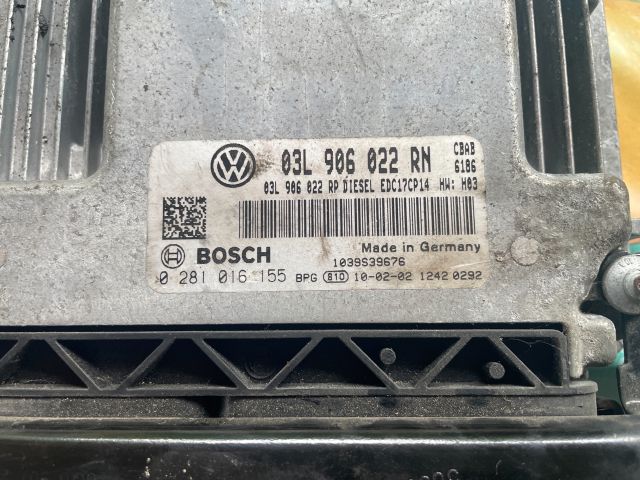 03L 906 022 RN CBAB
6186
03L 906 022 RP DIESEL EDC17CP14 HW: H03
BOSCH Made in Germany
1039S39676
0 281 016 155 BPG 810 10-02-02 1242 0292